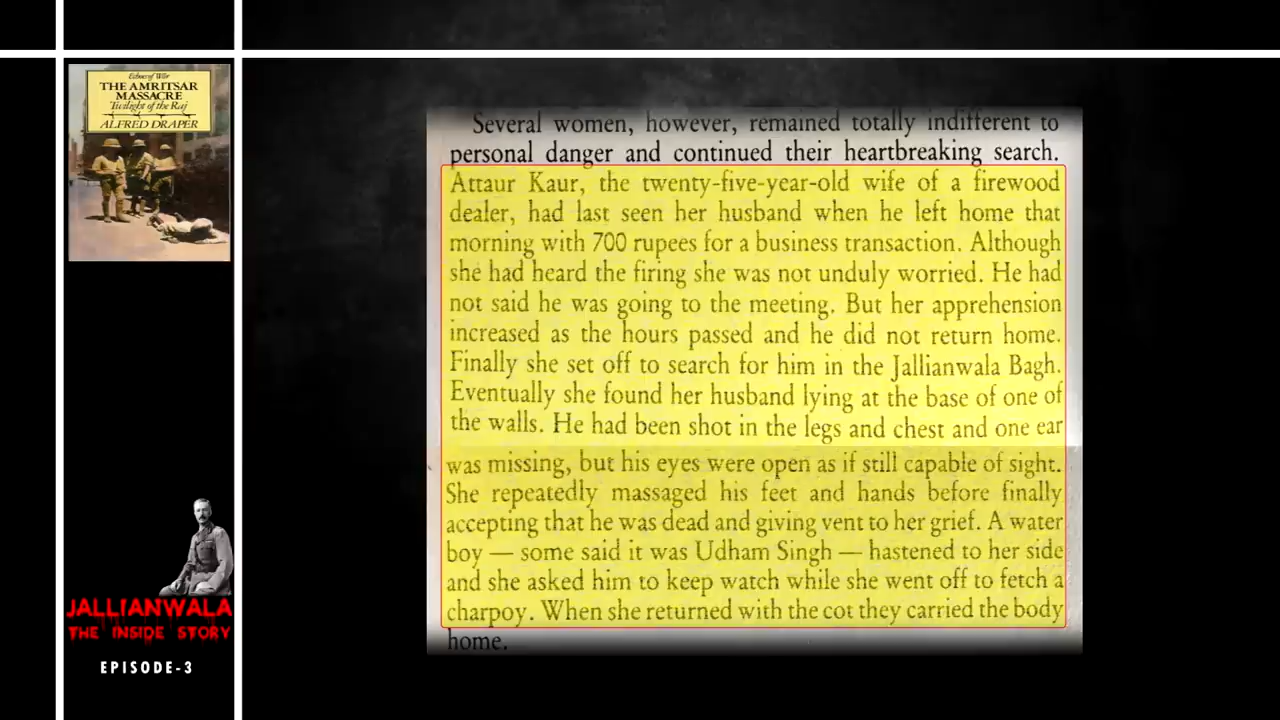 Echoes of War
THE AMRITSAR
MASSACRE
Twilight of the Raj
ALFRED DRAPER
Several women, however, remained totally indifferent to
personal danger and continued their heartbreaking search.
Attaur Kaur, the twenty-five-year-old wife of a firewood
dealer, had last seen her husband when he left home that
morning with 700 rupees for a business transaction. Although
she had heard the firing she was not unduly worried. He had
not said he was going to the meeting. But her apprehension
increased as the hours passed and he did not return home.
Finally she set off to search for him in the Jallianwala Bagh.
Eventually she found her husband lying at the base of one of
the walls. He had been shot in the legs and chest and one ear
was missing, but his eyes were open as if still capable of sight.
She repeatedly massaged his feet and hands before finally
accepting that he was dead and giving vent to her grief. A water
boy — some said it was Udham Singh — hastened to her side
and she asked him to keep watch while she went off to fetch a
charpoy. When she returned with the cot they carried the body
home.
JALLIANWALA
THE INSIDE STORY
EPISODE-3